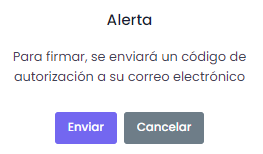 Alerta
Para firmar, se enviará un código de
autorización a su correo electrónico
Enviar
Cancelar